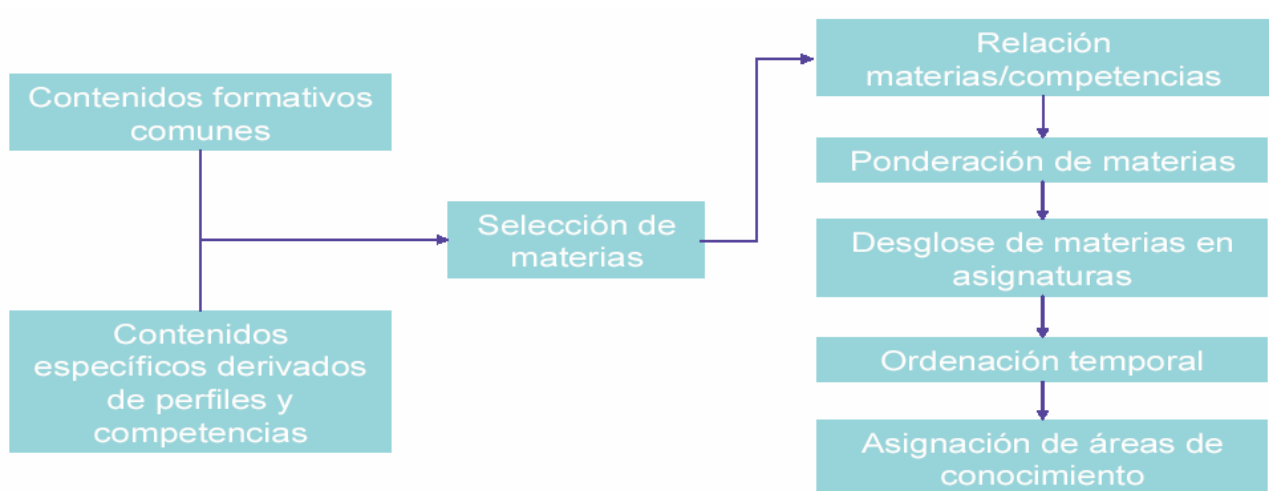 Contenidos formativos
comunes
Contenidos
específicos derivados
de perfiles y
competencias
Selección de
materias
Relación
materias/competencias
Ponderación de materias
Desglose de materias en
asignaturas
Ordenación temporal
Asignación de áreas de
conocimiento